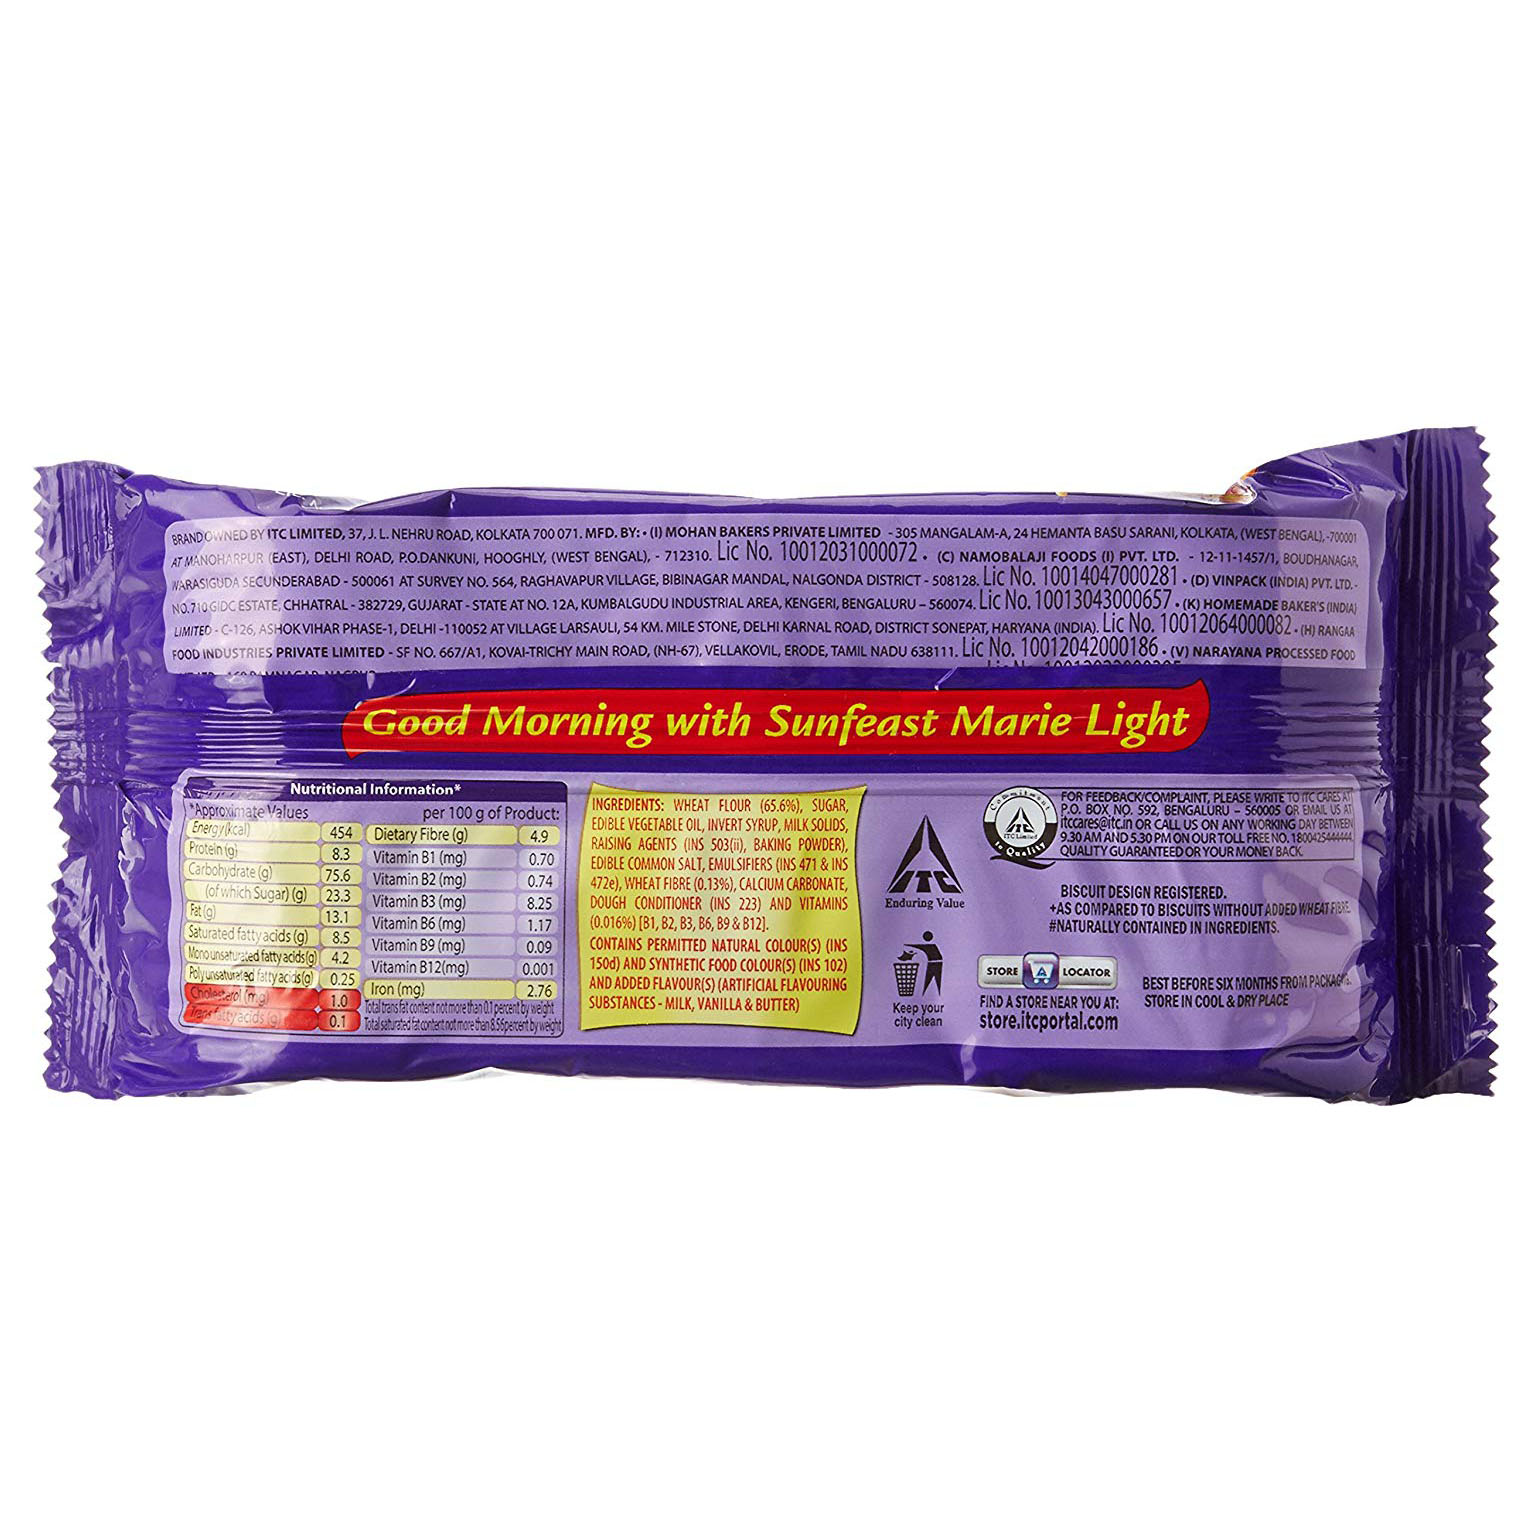 BRAND OWNED BY ITC LIMITED, 37, J. L. NEHRU ROAD, KOLKATA 700 071. MFD. BY: • (I) MOHAN BAKERS PRIVATE LIMITED - 305 MANGALAM-A, 24 HEMANTA BASU SARANI, KOLKATA, (WEST BENGAL),-700001
AT MANOHARPUR (EAST), DELHI ROAD, P.O.DANKUNI, HOOGHLY, (WEST BENGAL), - 712310. Lic No. 10012031000072 • (C) NAMOBALAJI FOODS (I) PVT. LTD. - 12-11-1457/1, BOUDHANAGAR,
WARASIGUDA SECUNDERABAD - 500061 AT SURVEY NO. 564, RAGHAVAPUR VILLAGE, BIBINAGAR MANDAL, NALGONDA DISTRICT - 508128. Lic No. 10014047000281 • (D) VINPACK (INDIA) PVT. LTD. -
NO. 710 GIDC ESTATE, CHHATRAL - 382729, GUJARAT - STATE AT NO. 12A, KUMBALGUDU INDUSTRIAL AREA, KENGERI, BENGALURU – 560074. Lic No. 10013043000657 • (K) HOMEMADE BAKER'S (INDIA)
LIMITED - C-126, ASHOK VIHAR PHASE-1, DELHI -110052 AT VILLAGE LARSAULI, 54 KM. MILE STONE, DELHI KARNAL ROAD, DISTRICT SONEPAT, HARYANA (INDIA). Lic No. 10012064000082 • (H) RANGAA
FOOD INDUSTRIES PRIVATE LIMITED - SF NO. 667/A1, KOVAI-TRICHY MAIN ROAD, (NH-67), VELLAKOVIL, ERODE, TAMIL NADU 638111. Lic No. 10012042000186 • (V) NARAYANA PROCESSED FOOD
Good Morning with Sunfeast Marie Light
Nutritional Information*
*Approximate Values per 100 g of Product:
Energy (kcal) 454
Protein (g) 8.3
Carbohydrate (g) 75.6
(of which Sugar) (g) 23.3
Fat (g) 13.1
Saturated fatty acids (g) 8.5
Mono unsaturated fatty acids (g) 4.2
Poly unsaturated fatty acids (g) 0.25
Cholesterol (mg) 1.0
Trans fatty acids (g) 0.1
Dietary Fibre (g) 4.9
Vitamin B1 (mg) 0.70
Vitamin B2 (mg) 0.74
Vitamin B3 (mg) 8.25
Vitamin B6 (mg) 1.17
Vitamin B9 (mg) 0.09
Vitamin B12(mg) 0.001
Iron (mg) 2.76
Total trans fat content not more than 0.1 percent by weight
Total saturated fat content not more than 8.56 percent by weight
INGREDIENTS: WHEAT FLOUR (65.6%), SUGAR,
EDIBLE VEGETABLE OIL, INVERT SYRUP, MILK SOLIDS,
RAISING AGENTS (INS 503(ii), BAKING POWDER),
EDIBLE COMMON SALT, EMULSIFIERS (INS 471 & INS
472e), WHEAT FIBRE (0.13%), CALCIUM CARBONATE,
DOUGH CONDITIONER (INS 223) AND VITAMINS
(0.016%) [B1, B2, B3, B6, B9 & B12].
CONTAINS PERMITTED NATURAL COLOUR(S) (INS
150d) AND SYNTHETIC FOOD COLOUR(S) (INS 102)
AND ADDED FLAVOUR(S) (ARTIFICIAL FLAVOURING
SUBSTANCES - MILK, VANILLA & BUTTER)
ITC
Enduring Value
Keep your
city clean
Commitment
ITC Limited
to Quality
FOR FEEDBACK/COMPLAINT, PLEASE WRITE TO ITC CARES AT
P.O. BOX NO. 592, BENGALURU – 560005 OR EMAIL US AT
itccares@itc.in OR CALL US ON ANY WORKING DAY BETWEEN
9.30 AM AND 5.30 PM ON OUR TOLL FREE NO. 1800425444444.
QUALITY GUARANTEED OR YOUR MONEY BACK.
BISCUIT DESIGN REGISTERED.
+AS COMPARED TO BISCUITS WITHOUT ADDED WHEAT FIBRE.
#NATURALLY CONTAINED IN INGREDIENTS.
STORE LOCATOR
FIND A STORE NEAR YOU AT:
store.itcportal.com
BEST BEFORE SIX MONTHS FROM PACKAGING.
STORE IN COOL & DRY PLACE